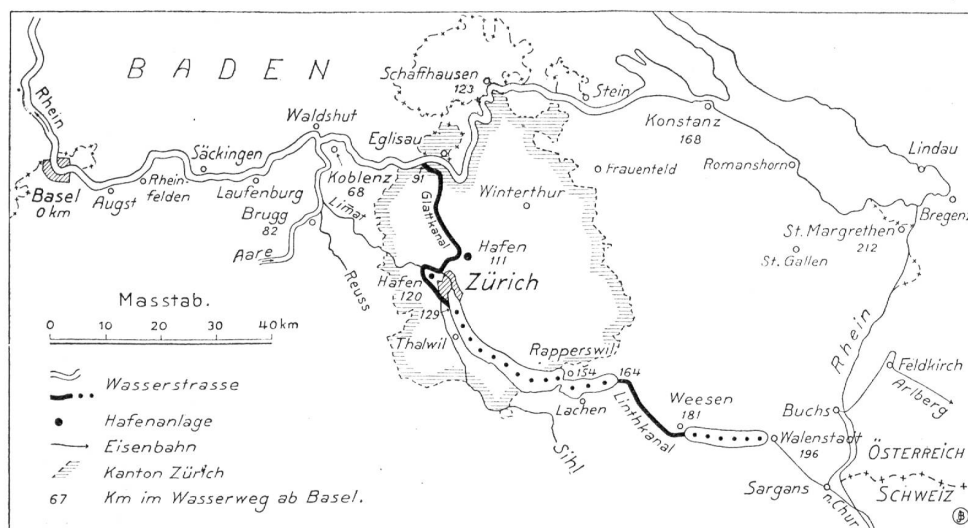 BADEN
Rhein
Schaffhausen
123
Stein
Waldshut
Eglisau
Konstanz
168
Säckingen
Lindau
Romanshorn
Frauenfeld
Basel
0 km
Augst
Rhein-
felden
Laufenburg
Koblenz
68
91
Winterthur
Bregenz
Brugg
82
Limat
Glattkanal
St. Margrethen
212
St. Gallen
Aare
Reuss
Hafen
111
Hafen
120
Zürich
Masstab.
0 10 20 30 40 km
129
Thalwil
Rapperswil
154
164
Rhein
Feldkirch
Arlberg
Wasserstrasse
Lachen
Linthkanal
Weesen
181
Buchs
Hafenanlage
Walenstadt
196
Eisenbahn
Sihl
ÖSTERREICH
Kanton Zürich
Sargans
SCHWEIZ
n. Chur
67 Km im Wasserweg ab Basel.